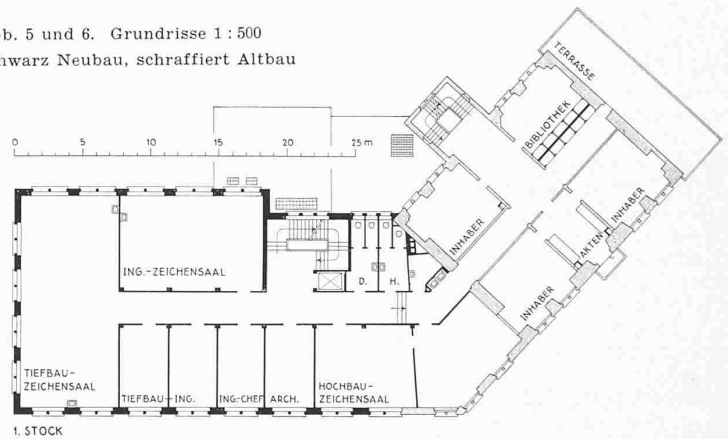 b. 5 und 6. Grundrisse 1 : 500
hwarz Neubau, schraffiert Altbau
0 5 10 15 20 25 m
TERRASSE
BIBLIOTHEK
INHABER
INHABER
AKTEN
INHABER
ING.-ZEICHENSAAL
D. H.
TIEFBAU-
ZEICHENSAAL
TIEFBAU-ING.
ING.-CHEF
ARCH.
HOCHBAU-
ZEICHENSAAL
1. STOCK